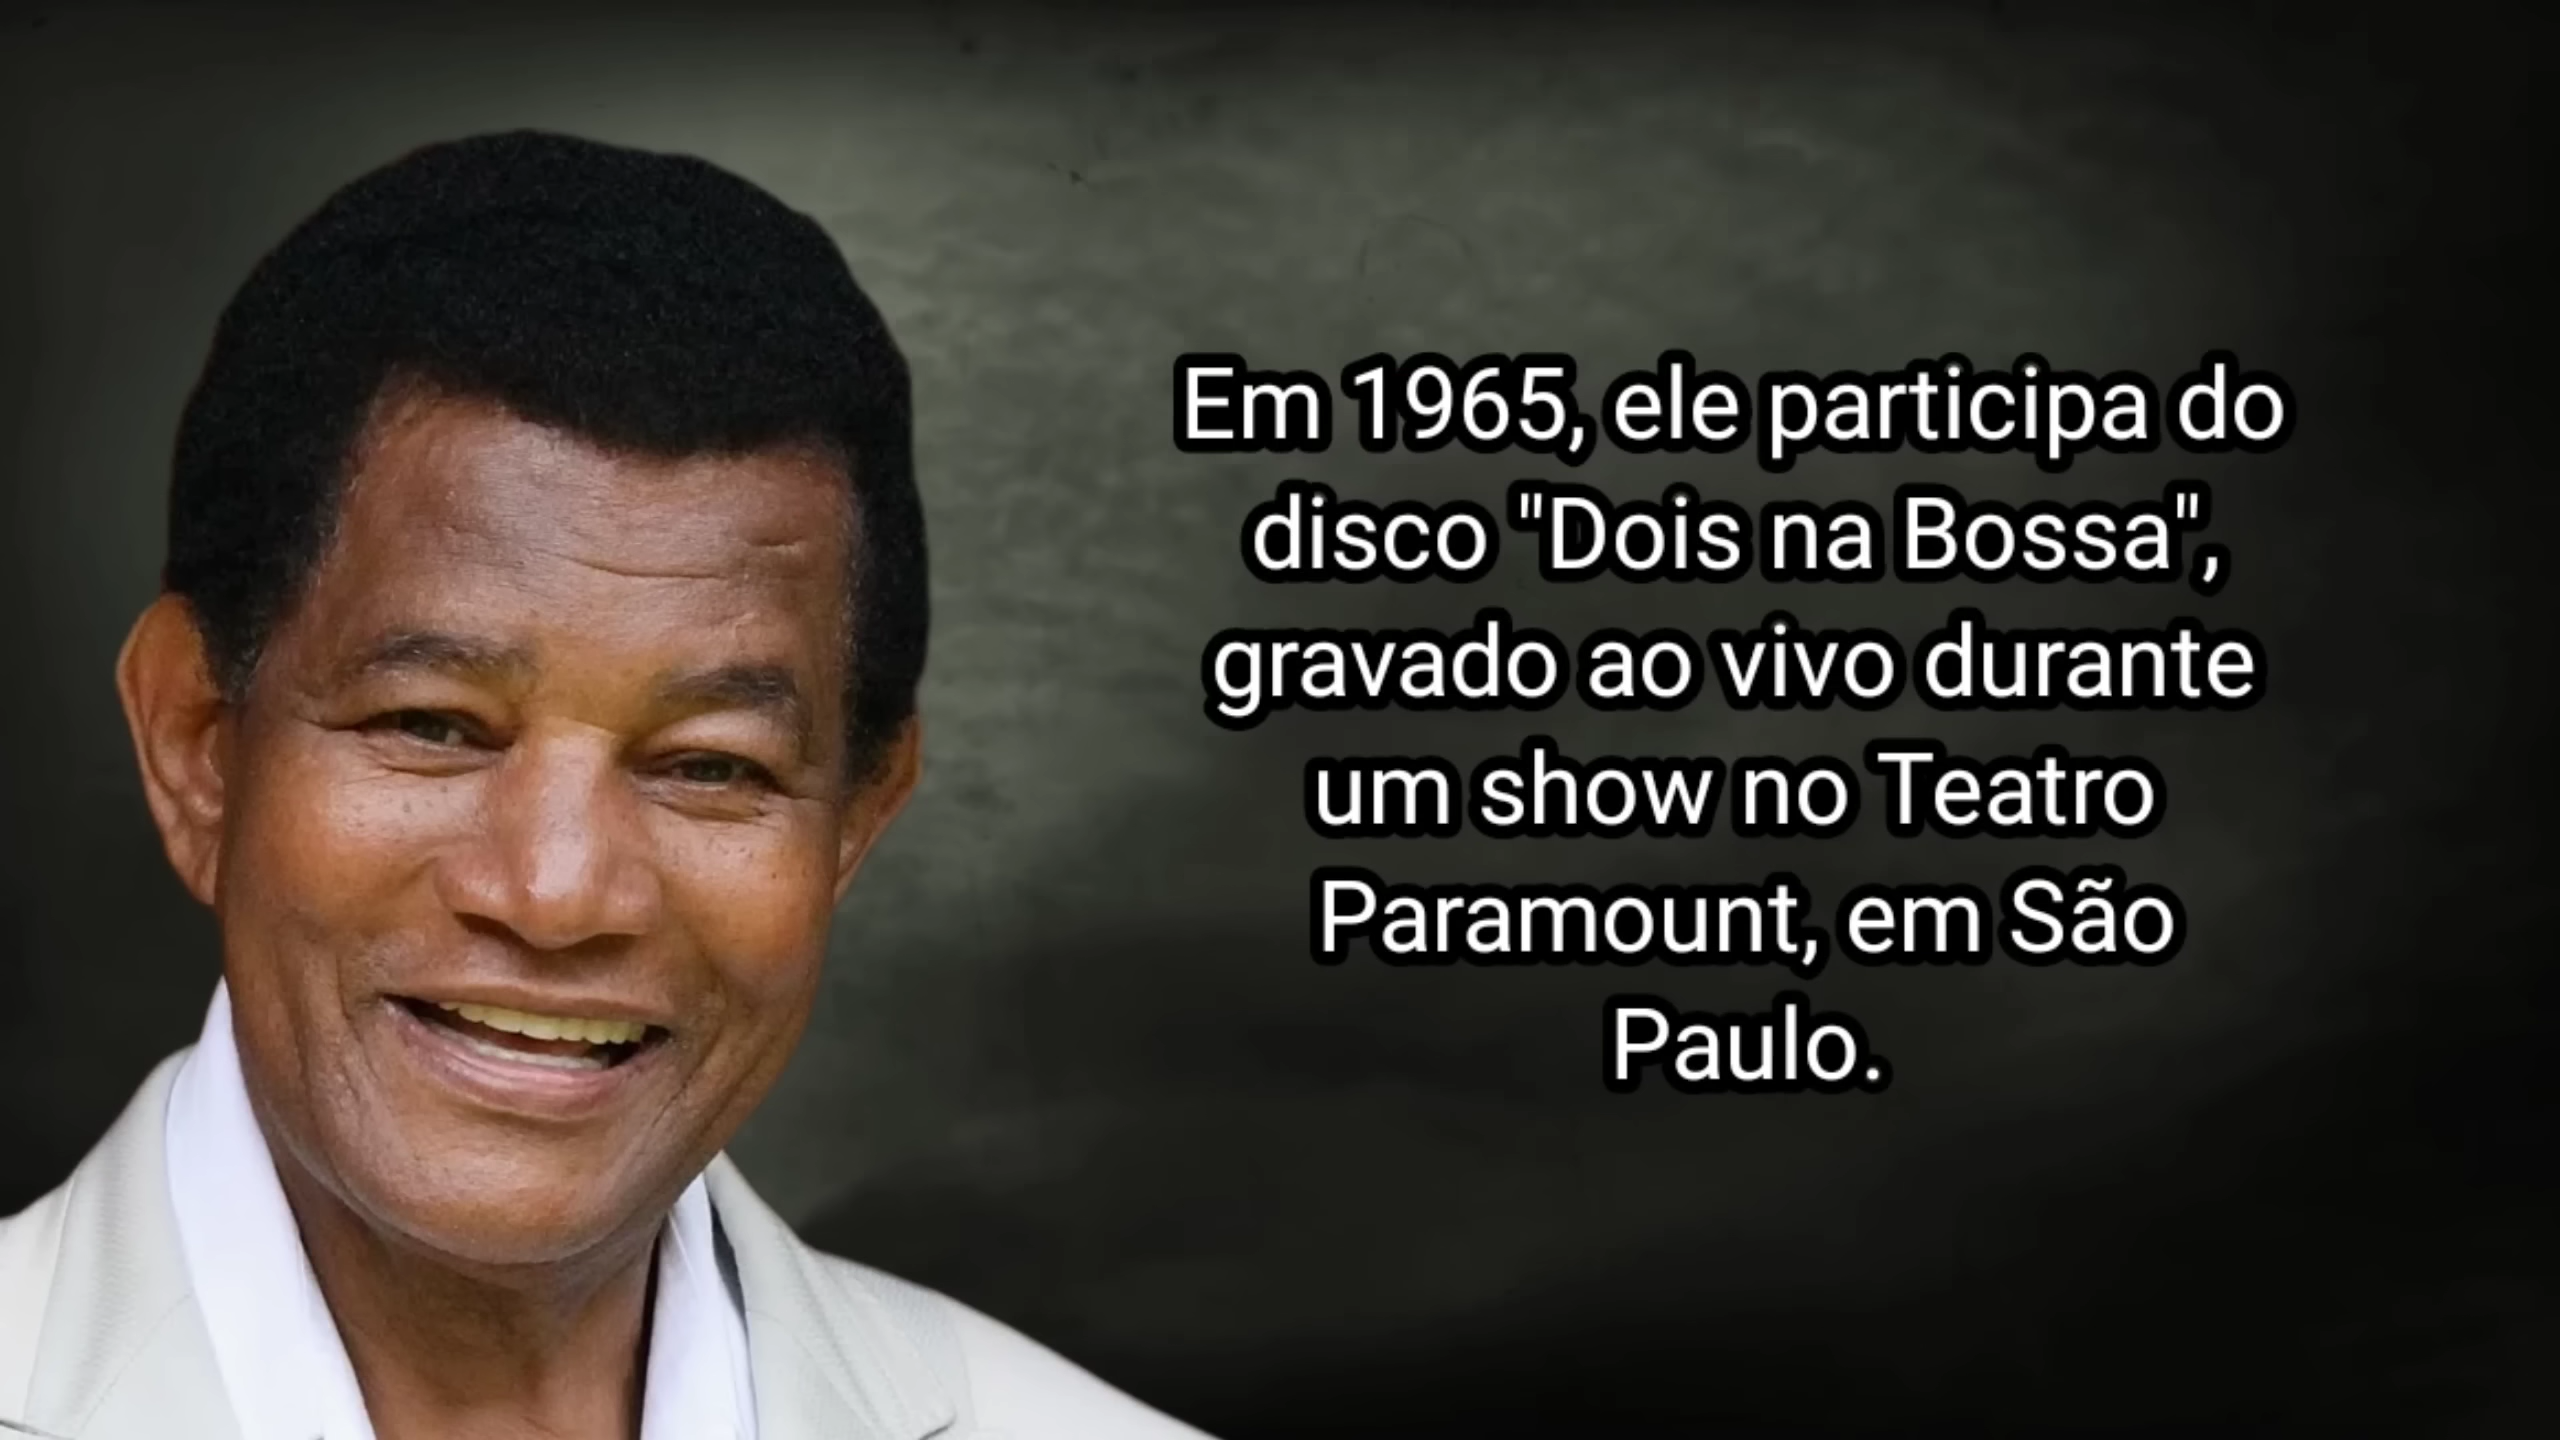 Em 1965, ele participa do
disco "Dois na Bossa",
gravado ao vivo durante
um show no Teatro
Paramount, em São
Paulo.